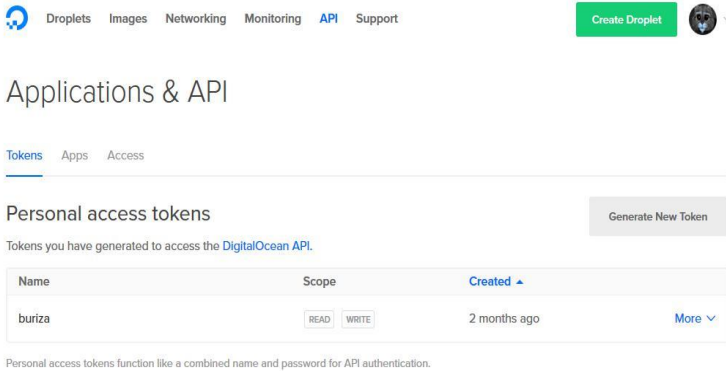 Droplets Images Networking Monitoring API Support Create Droplet
Applications & API
Tokens Apps Access
Personal access tokens Generate New Token
Tokens you have generated to access the DigitalOcean API.
Name Scope Created
buriza READ WRITE 2 months ago More
Personal access tokens function like a combined name and password for API authentication.